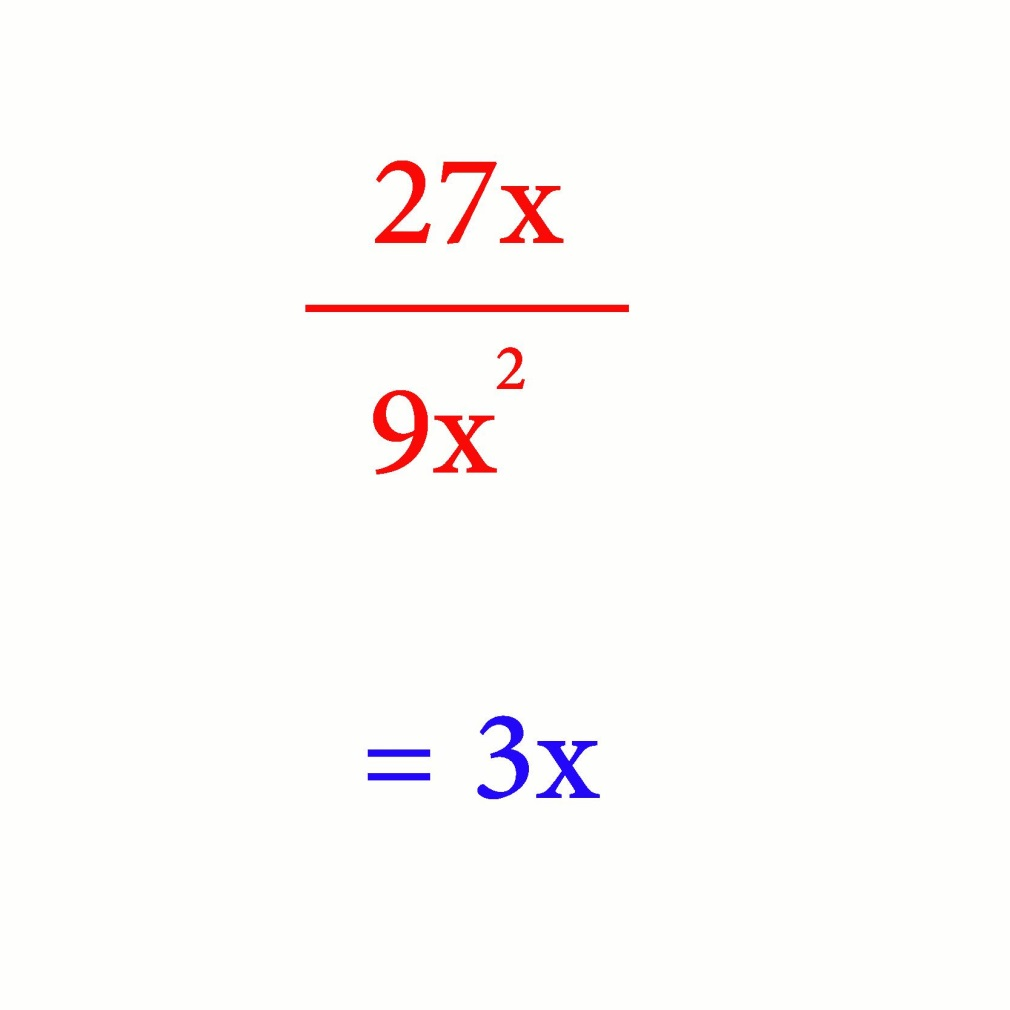 27x
9x²
= 3x